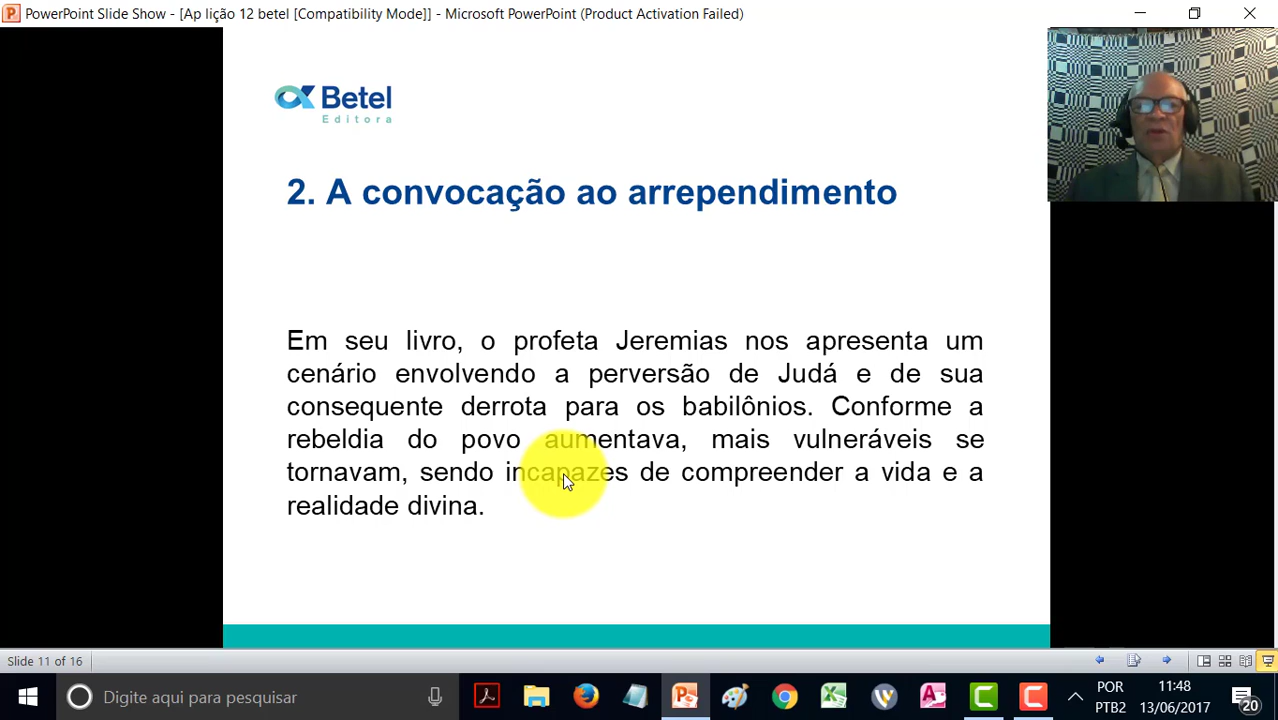 PowerPoint Slide Show - [Ap lição 12 betel [Compatibility Mode]] - Microsoft PowerPoint (Product Activation Failed)
Betel
Editora
2. A convocação ao arrependimento
Em seu livro, o profeta Jeremias nos apresenta um
cenário envolvendo a perversão de Judá e de sua
consequente derrota para os babilônios. Conforme a
rebeldia do povo aumentava, mais vulneráveis se
tornavam, sendo incapazes de compreender a vida e a
realidade divina.
Slide 11 of 16
Digite aqui para pesquisar
POR
PTB2
11:48
13/06/2017
20